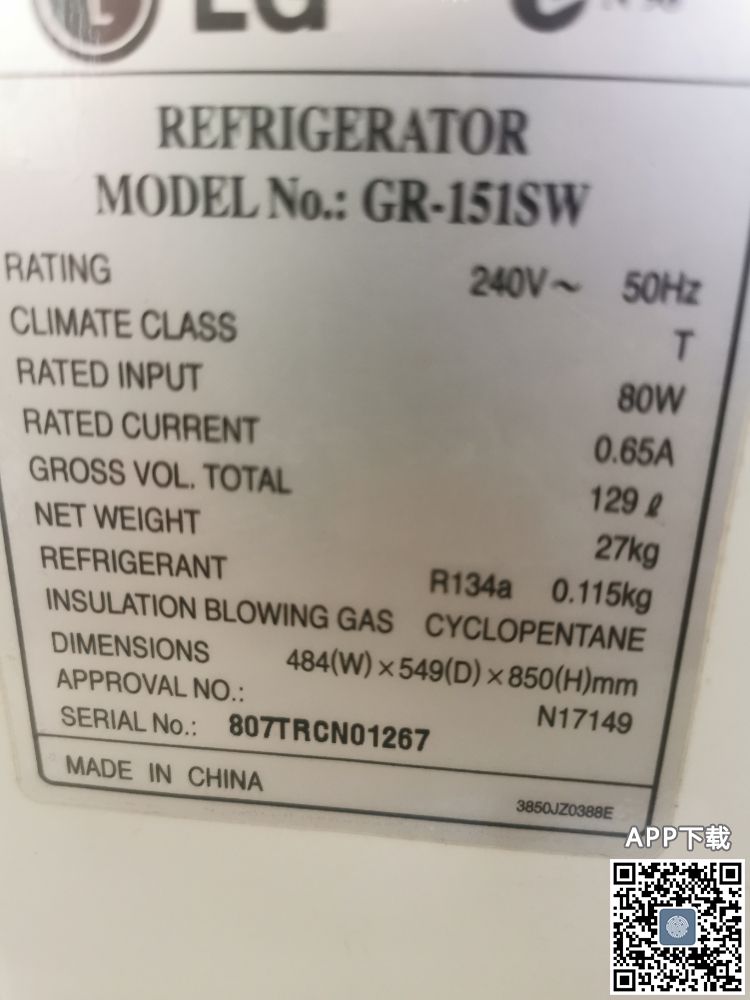 LG
REFRIGERATOR
MODEL No.: GR-151SW
RATING 240V~ 50Hz
CLIMATE CLASS T
RATED INPUT 80W
RATED CURRENT 0.65A
GROSS VOL. TOTAL 129 ℓ
NET WEIGHT 27kg
REFRIGERANT R134a 0.115kg
INSULATION BLOWING GAS CYCLOPENTANE
DIMENSIONS 484(W)×549(D)×850(H)mm
APPROVAL NO.: N17149
SERIAL No.: 807TRCN01267
MADE IN CHINA
3850JZ0388E
APP下载